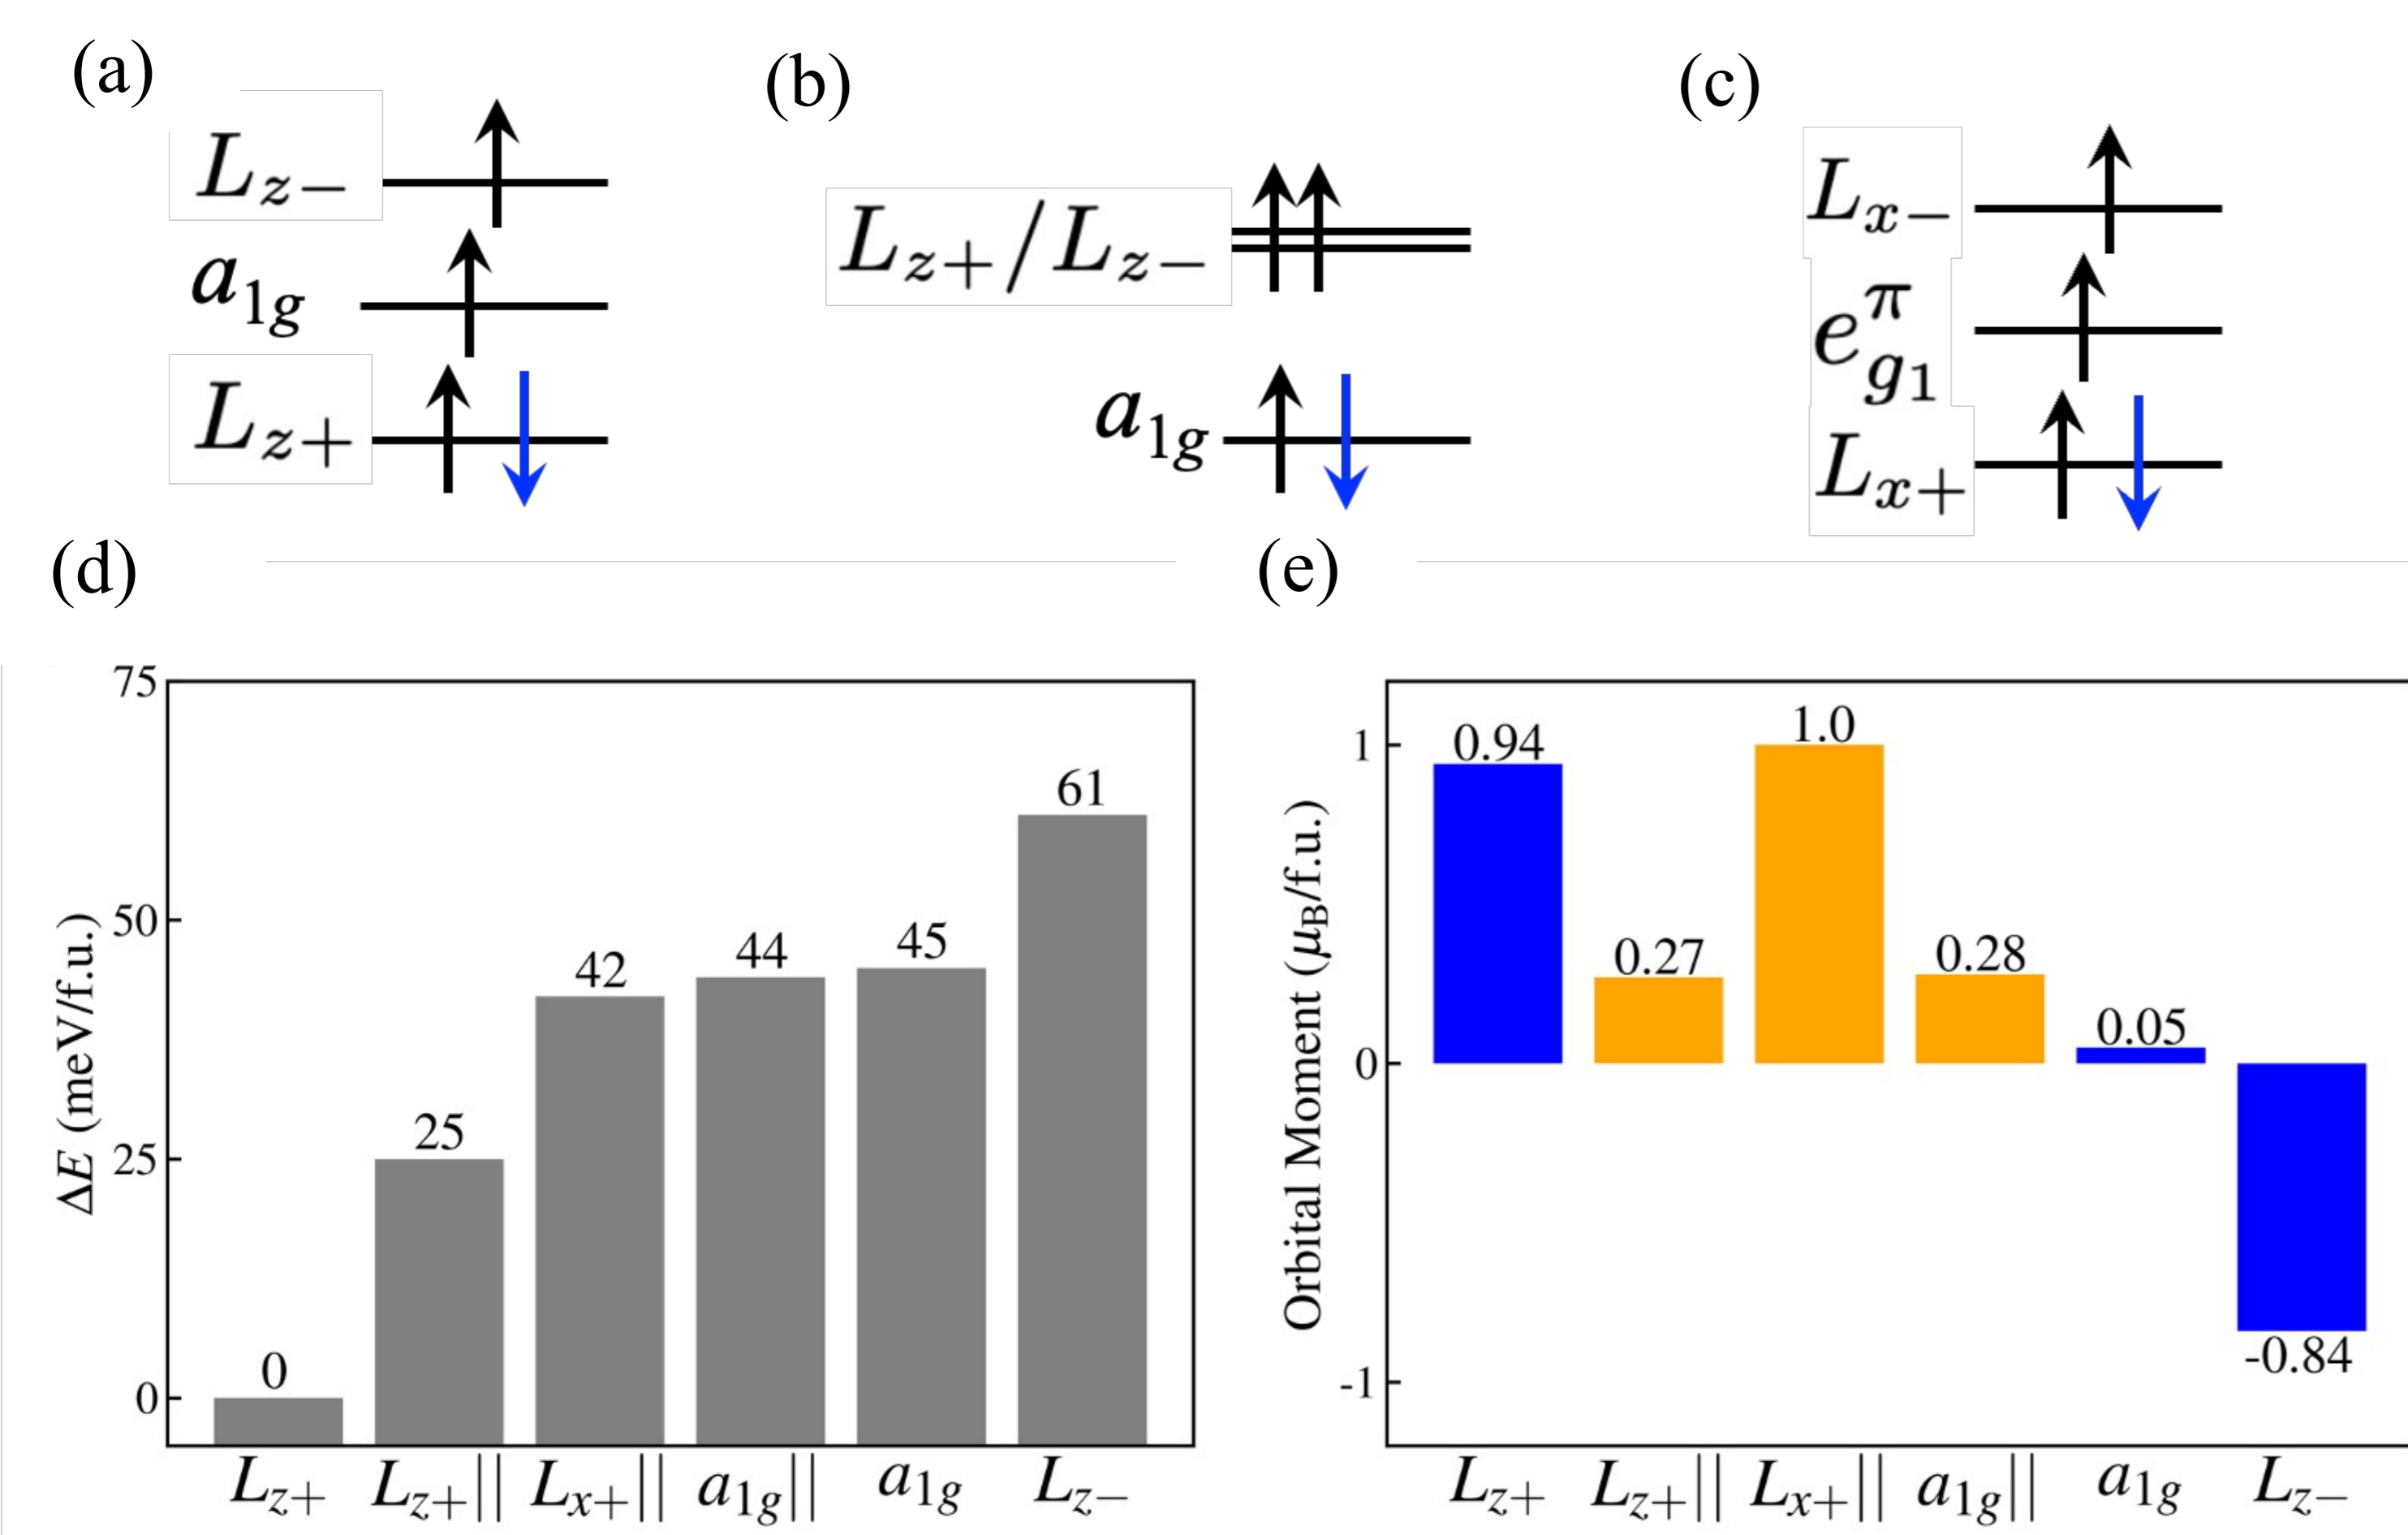 (a)
L_{z-}
a_{1g}
L_{z+}
(b)
L_{z+}/L_{z-}
a_{1g}
(c)
L_{x-}
e^{π}_{g1}
L_{x+}
(d)
ΔE (meV/f.u.)
75
50
25
0
0
25
42
44
45
61
L_{z+} L_{z+}|| L_{x+}|| a_{1g}|| a_{1g} L_{z-}
(e)
Orbital Moment (μ_B/f.u.)
1
0
-1
0.94
0.27
1.0
0.28
0.05
-0.84
L_{z+} L_{z+}|| L_{x+}|| a_{1g}|| a_{1g} L_{z-}